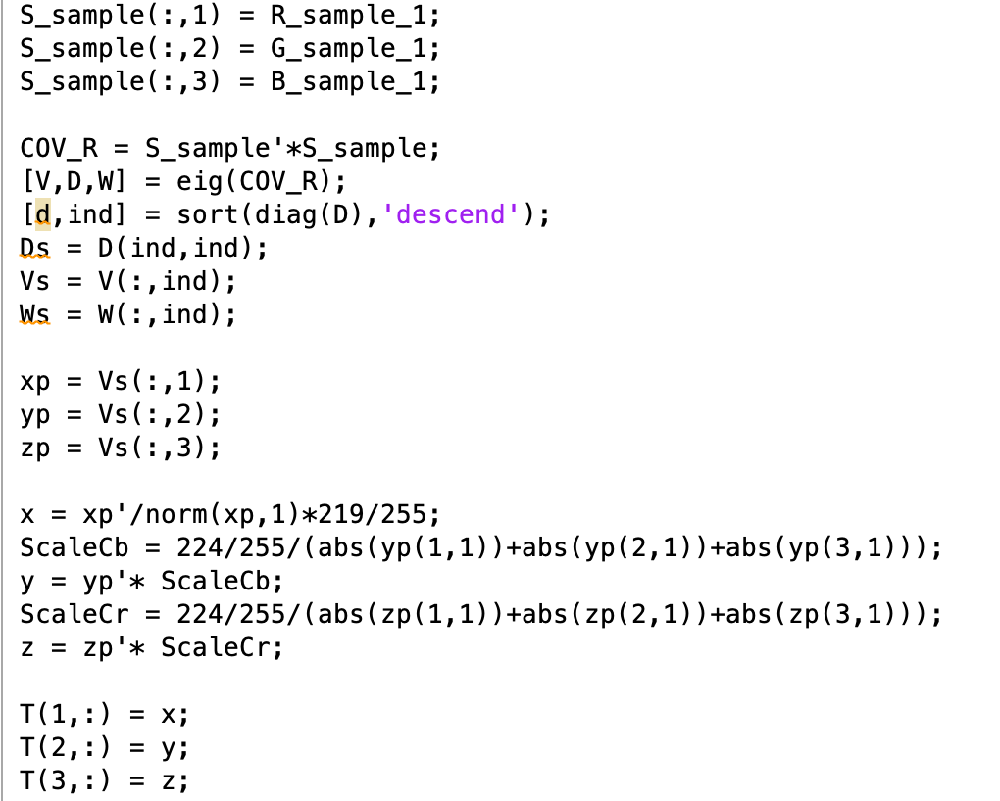 S_sample(:,1) = R_sample_1;
S_sample(:,2) = G_sample_1;
S_sample(:,3) = B_sample_1;
COV_R = S_sample'*S_sample;
[V,D,W] = eig(COV_R);
[d,ind] = sort(diag(D),'descend');
Ds = D(ind,ind);
Vs = V(:,ind);
Ws = W(:,ind);
xp = Vs(:,1);
yp = Vs(:,2);
zp = Vs(:,3);
x = xp'/norm(xp,1)*219/255;
ScaleCb = 224/255/(abs(yp(1,1))+abs(yp(2,1))+abs(yp(3,1)));
y = yp'* ScaleCb;
ScaleCr = 224/255/(abs(zp(1,1))+abs(zp(2,1))+abs(zp(3,1)));
z = zp'* ScaleCr;
T(1,:) = x;
T(2,:) = y;
T(3,:) = z;